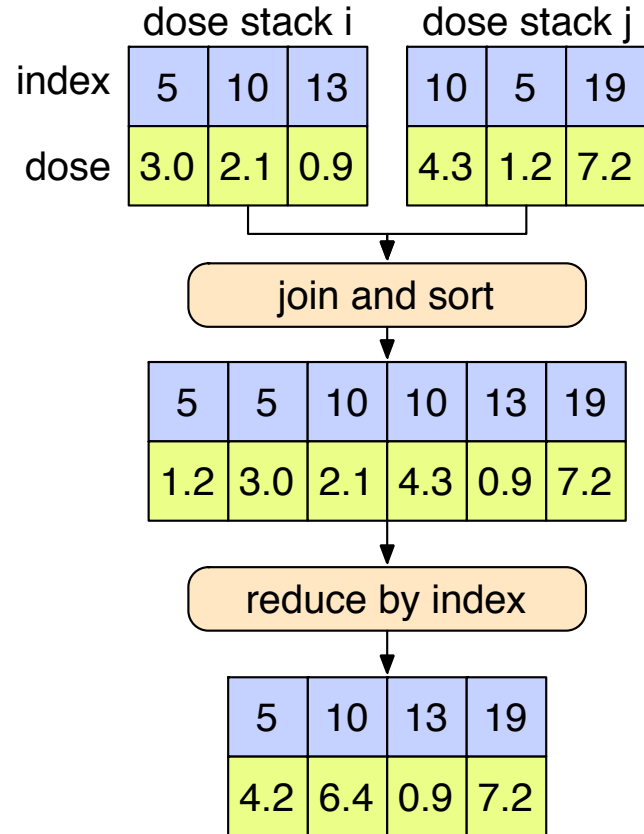 dose stack i dose stack j
index 5 10 13 10 5 19
dose 3.0 2.1 0.9 4.3 1.2 7.2
join and sort
5 5 10 10 13 19
1.2 3.0 2.1 4.3 0.9 7.2
reduce by index
5 10 13 19
4.2 6.4 0.9 7.2